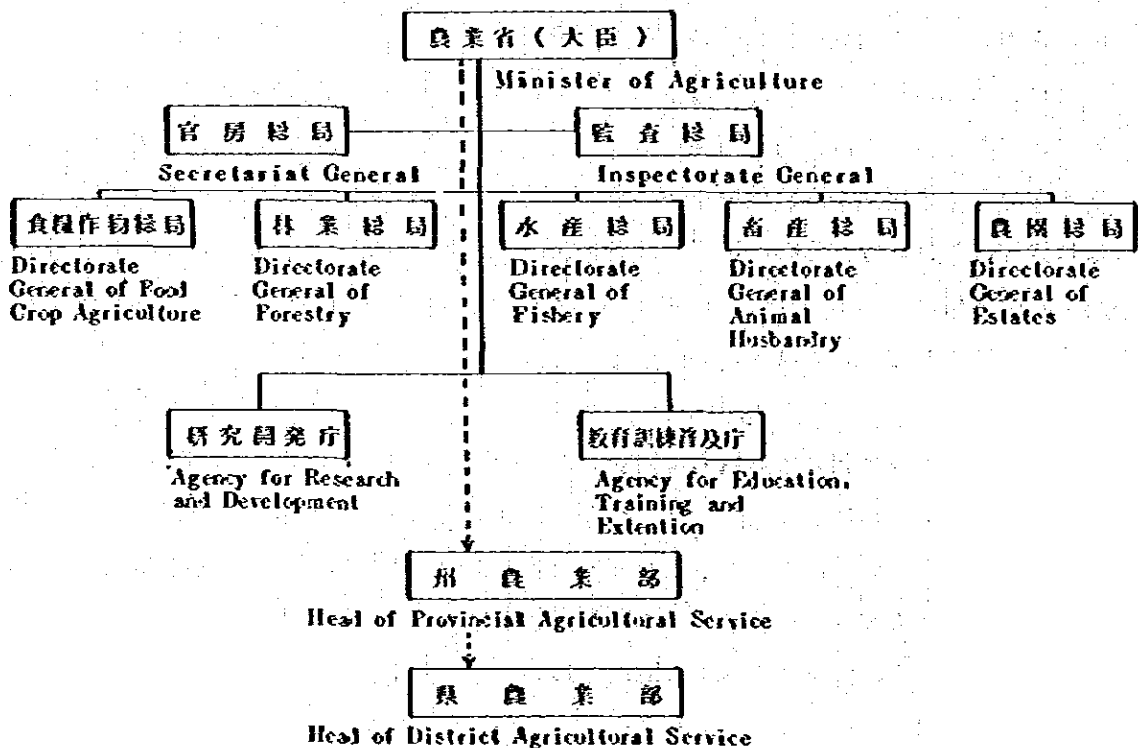 農業省(大臣)
Minister of Agriculture
官房総局
監査総局
Secretariat General
Inspectorate General
食糧作物総局
林業総局
水産総局
畜産総局
農園総局
Directorate
General of Food
Crop Agriculture
Directorate
General of
Forestry
Directorate
General of
Fishery
Directorate
General of
Animal
Husbandry
Directorate
General of
Estates
研究開発庁
教育訓練普及庁
Agency for Research
and Development
Agency for Education,
Training and
Extention
州農業部
Head of Provincial Agricultural Service
県農業部
Head of District Agricultural Service